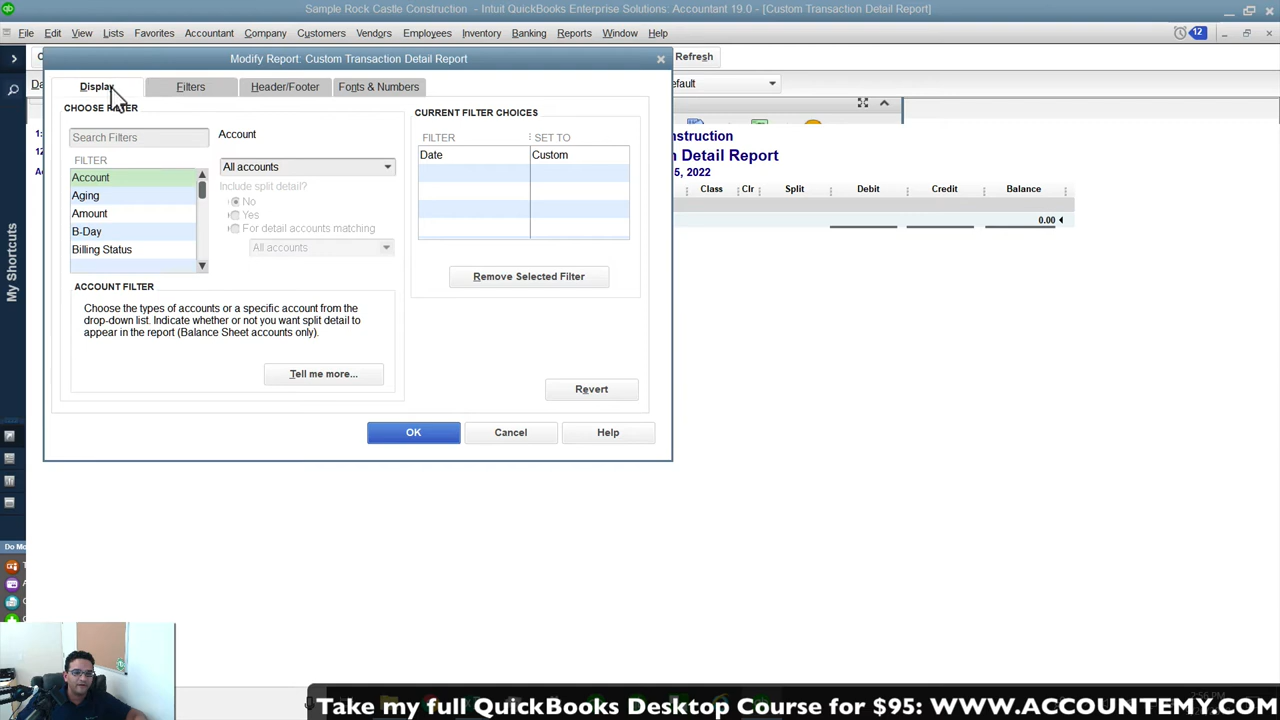 Sample Rock Castle Construction - Intuit QuickBooks Enterprise Solutions: Accountant 19.0 - [Custom Transaction Detail Report]
File Edit View Lists Favorites Accountant Company Customers Vendors Employees Inventory Banking Reports Window Help 12
Modify Report: Custom Transaction Detail Report
Refresh
Display Filters Header/Footer Fonts & Numbers
efault
CHOOSE FILTER
CURRENT FILTER CHOICES
Search Filters
Account
FILTER SET TO
nstruction
FILTER
Date Custom
n Detail Report
All accounts
5, 2022
Account
Include split detail?
Class Clr Split Debit Credit Balance
Aging
No
Amount
Yes
0.00
B-Day
For detail accounts matching
Billing Status
All accounts
Remove Selected Filter
ACCOUNT FILTER
Choose the types of accounts or a specific account from the
drop-down list. Indicate whether or not you want split detail to
appear in the report (Balance Sheet accounts only).
Tell me more...
Revert
OK Cancel Help
My Shortcuts
Do Mo
2:56 PM
Take my full QuickBooks Desktop Course for $95: WWW.ACCOUNTEMY.COM